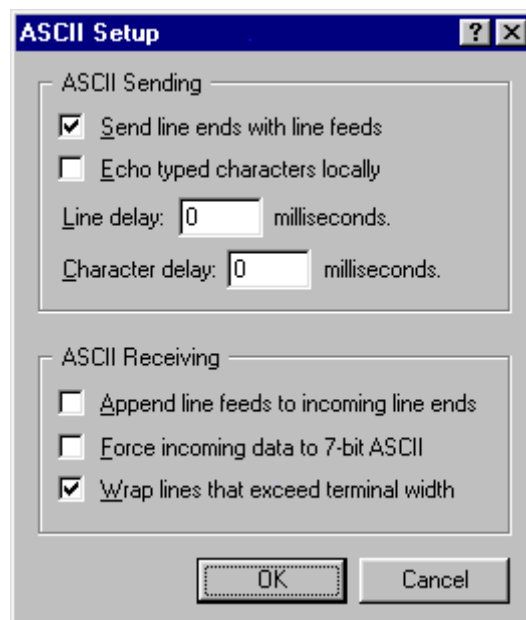 ASCII Setup
ASCII Sending
Send line ends with line feeds
Echo typed characters locally
Line delay: 0 milliseconds.
Character delay: 0 milliseconds.
ASCII Receiving
Append line feeds to incoming line ends
Force incoming data to 7-bit ASCII
Wrap lines that exceed terminal width
OK Cancel